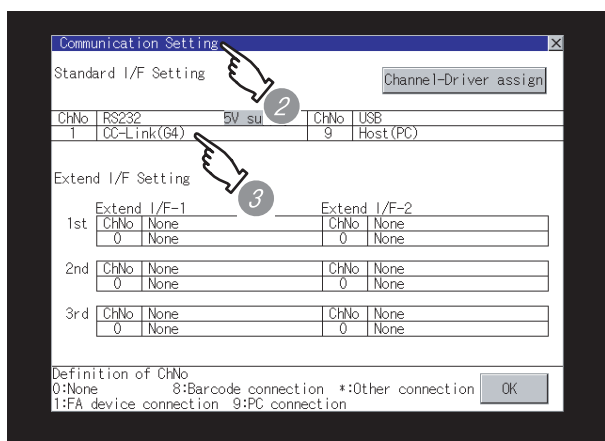 Communication Setting
Standard I/F Setting
Channel-Driver assign
ChNo RS232 5V su ChNo USB
1 CC-Link(G4) 9 Host(PC)
2
3
Extend I/F Setting
Extend I/F-1 Extend I/F-2
1st ChNo None ChNo None
0 None 0 None
2nd ChNo None ChNo None
0 None 0 None
3rd ChNo None ChNo None
0 None 0 None
Definition of ChNo
0:None 8:Barcode connection *:Other connection OK
1:FA device connection 9:PC connection